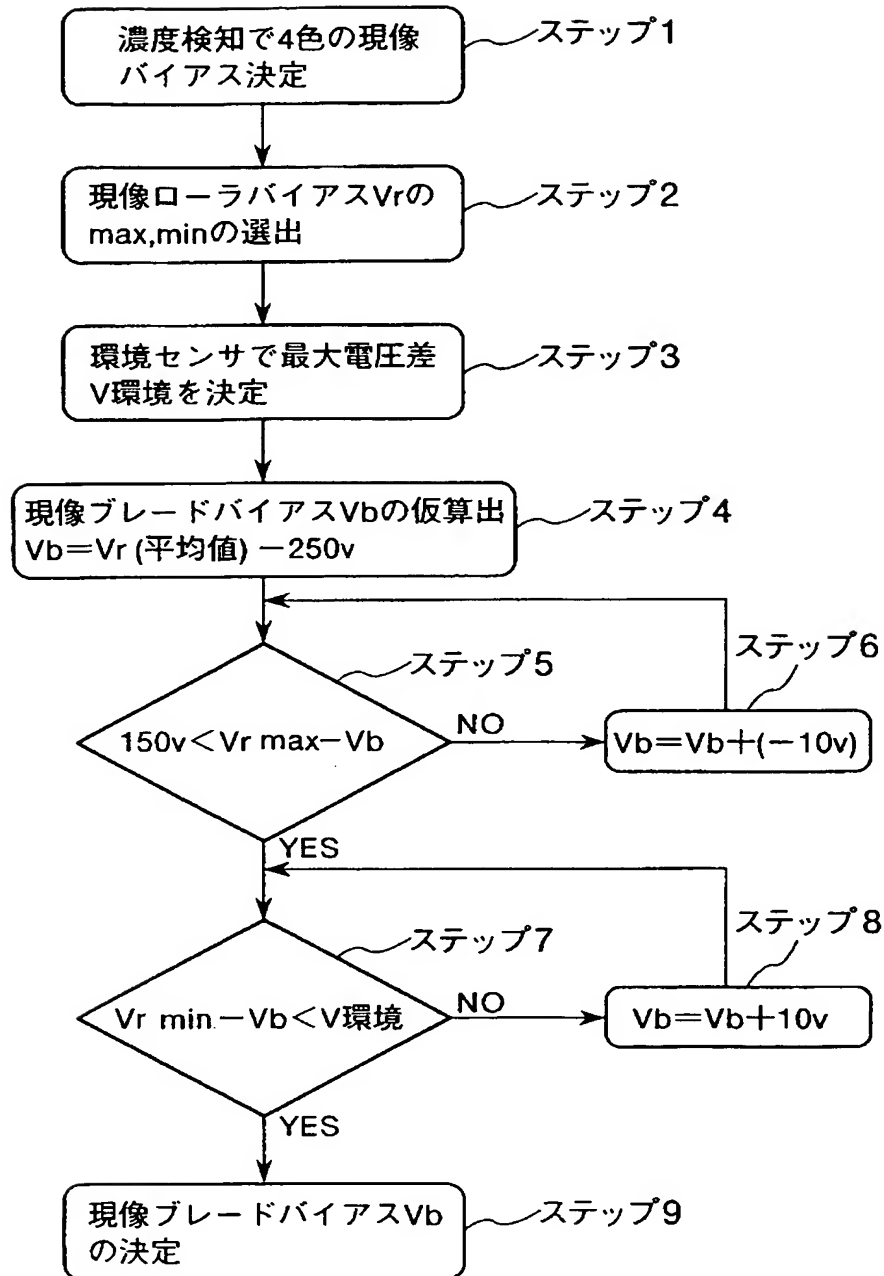 濃度検知で4色の現像
バイアス決定
ステップ1
現像ローラバイアスVrの
max,minの選出
ステップ2
環境センサで最大電圧差
V環境を決定
ステップ3
現像ブレードバイアスVbの仮算出
Vb=Vr (平均値) −250v
ステップ4
ステップ5
150v<Vr max−Vb
NO
ステップ6
Vb=Vb+(−10v)
YES
ステップ7
Vr min−Vb<V環境
NO
ステップ8
Vb=Vb+10v
YES
現像ブレードバイアスVb
の決定
ステップ9